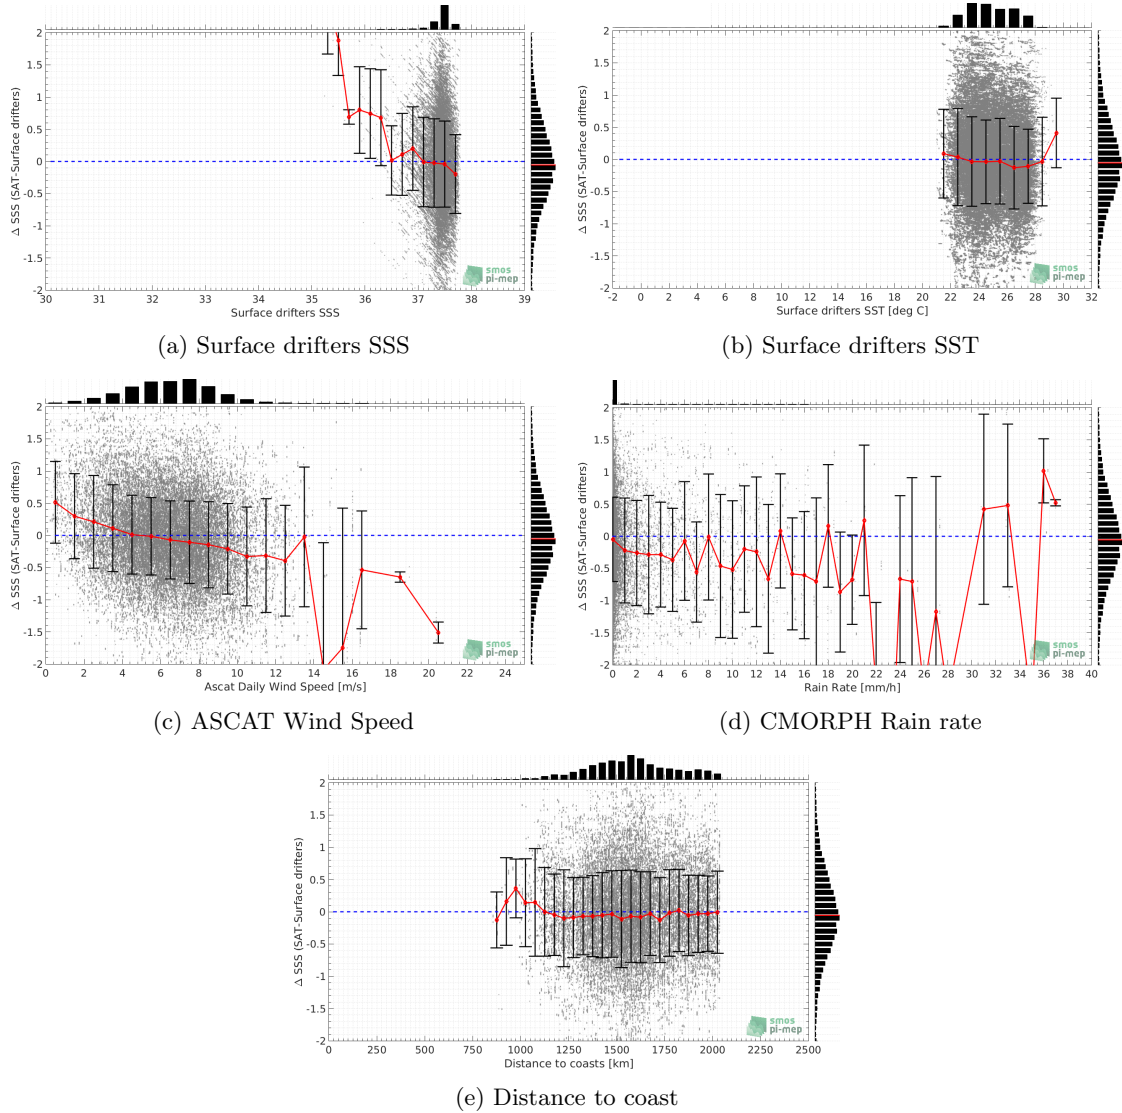 2
1.5
1
0.5
0
-0.5
-1
-1.5
-2
Δ SSS (SAT-Surface drifters)
smos
pi-mep
30 31 32 33 34 35 36 37 38 39
Surface drifters SSS
(a) Surface drifters SSS
2
1.5
1
0.5
0
-0.5
-1
-1.5
-2
Δ SSS (SAT-Surface drifters)
smos
pi-mep
-2 0 2 4 6 8 10 12 14 16 18 20 22 24 26 28 30 32
Surface drifters SST [deg C]
(b) Surface drifters SST
2
1.5
1
0.5
0
-0.5
-1
-1.5
-2
Δ SSS (SAT-Surface drifters)
smos
pi-mep
0 2 4 6 8 10 12 14 16 18 20 22 24
Ascat Daily Wind Speed [m/s]
(c) ASCAT Wind Speed
2
1.5
1
0.5
0
-0.5
-1
-1.5
-2
Δ SSS (SAT-Surface drifters)
smos
pi-mep
0 2 4 6 8 10 12 14 16 18 20 22 24 26 28 30 32 34 36 38 40
Rain Rate [mm/h]
(d) CMORPH Rain rate
2
1.5
1
0.5
0
-0.5
-1
-1.5
-2
Δ SSS (SAT-Surface drifters)
smos
pi-mep
0 250 500 750 1000 1250 1500 1750 2000 2250 2500
Distance to coasts [km]
(e) Distance to coast